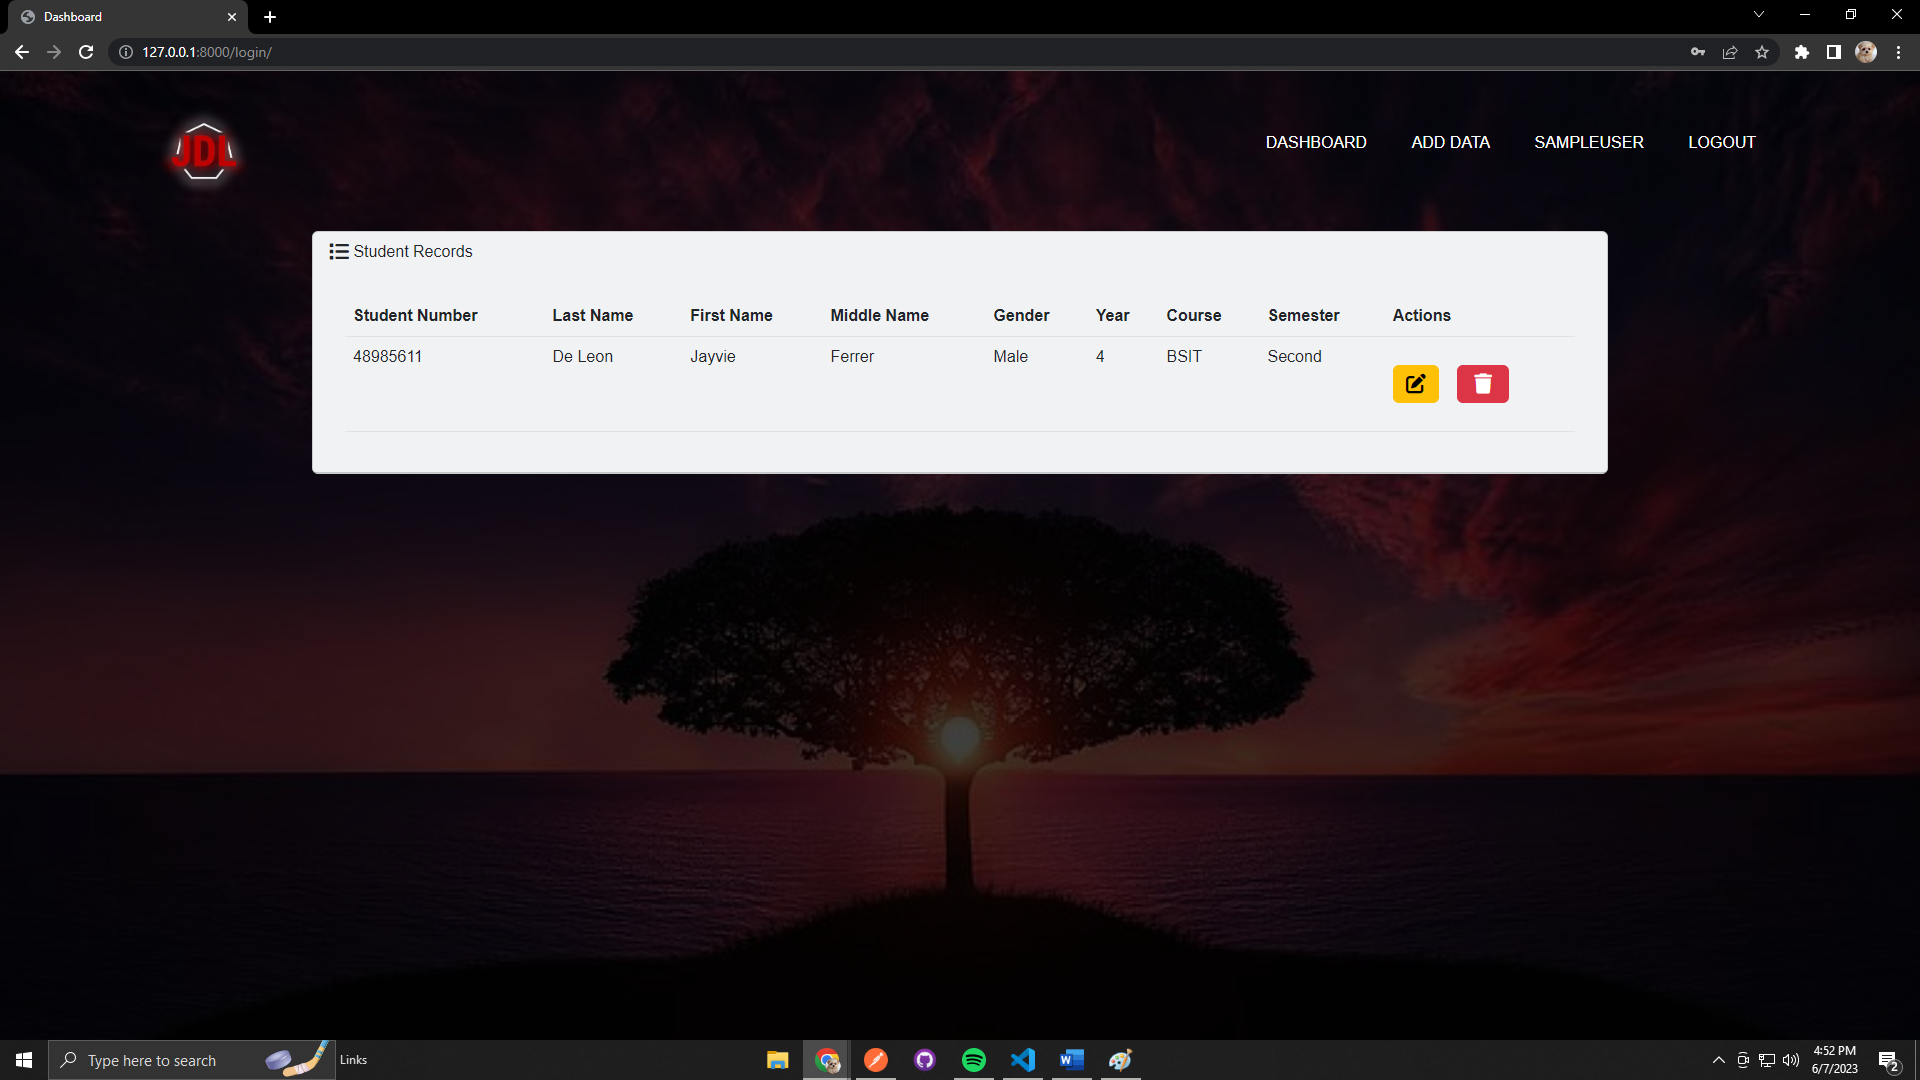 Dashboard
127.0.0.1:8000/login/
JDL
DASHBOARD ADD DATA SAMPLEUSER LOGOUT
Student Records
Student Number Last Name First Name Middle Name Gender Year Course Semester Actions
48985611 De Leon Jayvie Ferrer Male 4 BSIT Second
Type here to search Links
W
4:52 PM
6/7/2023
2